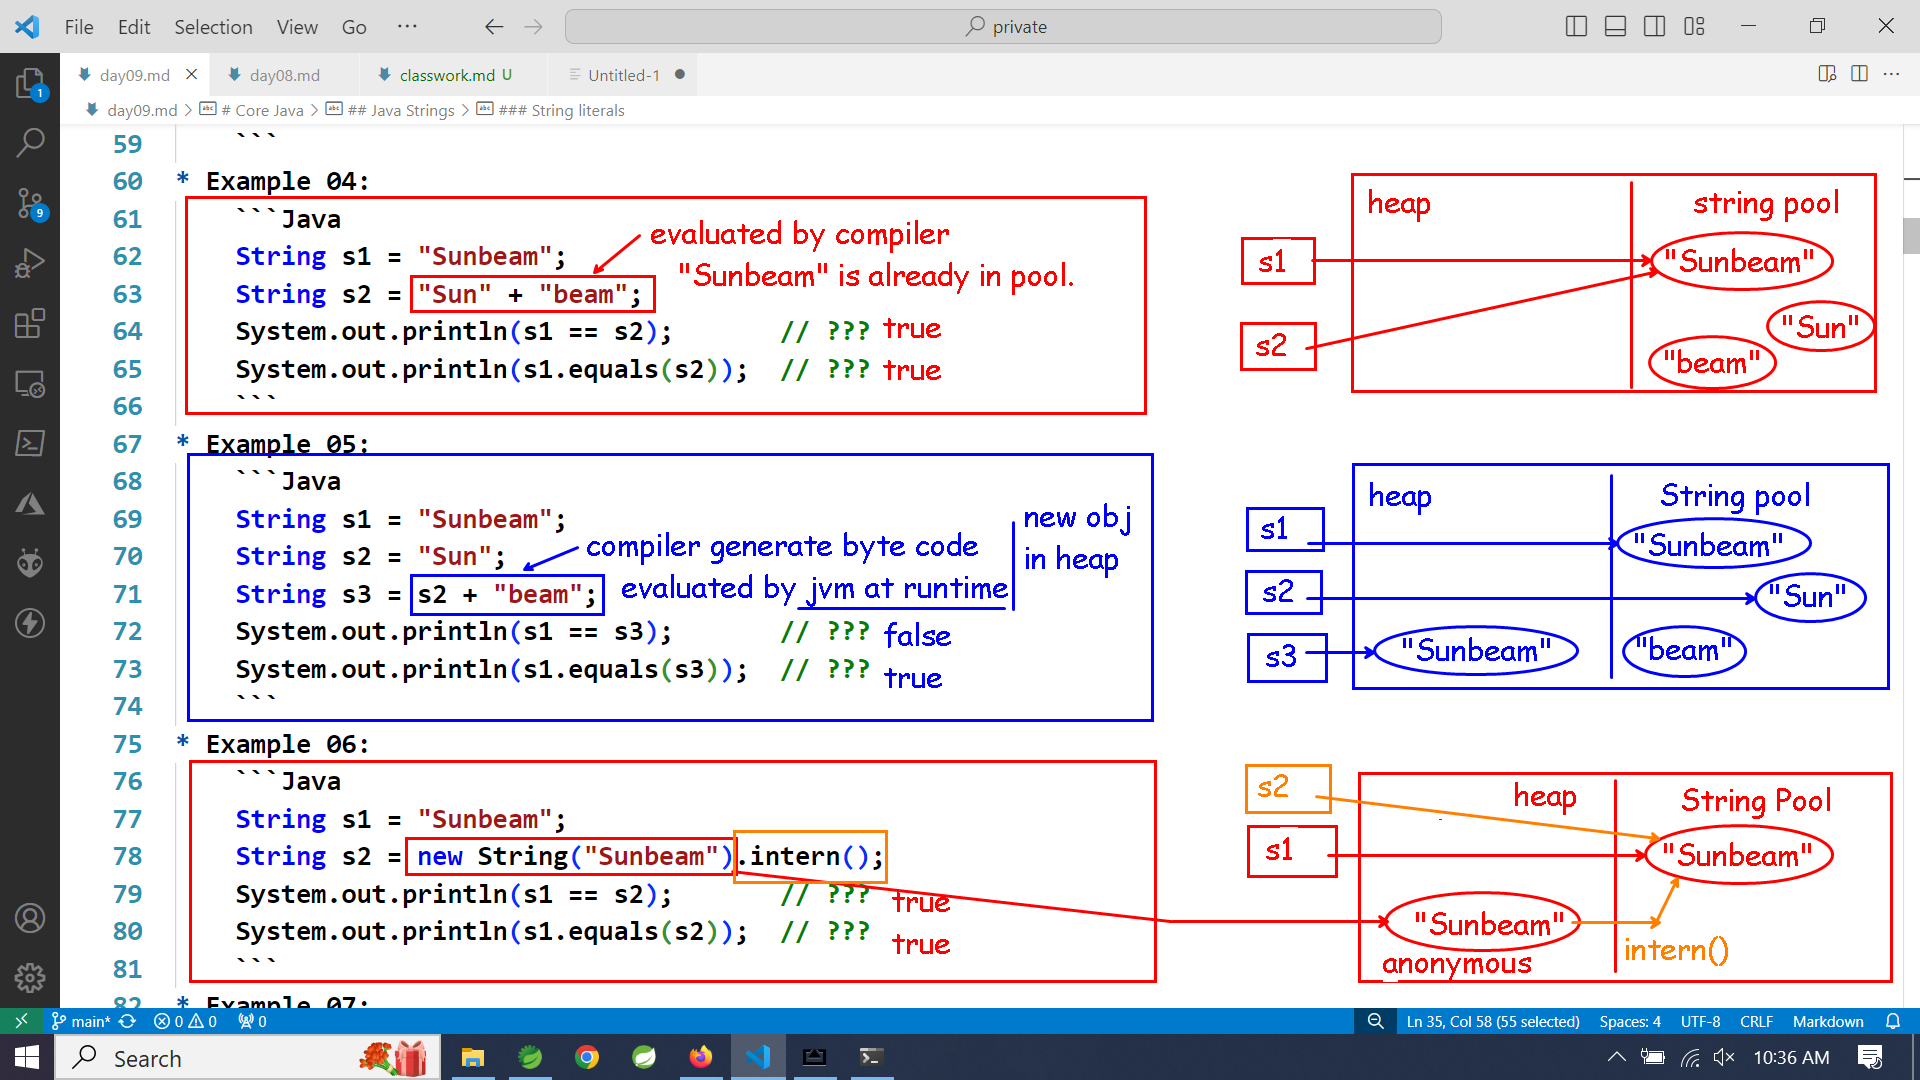 File Edit Selection View Go ··· private
day09.md day08.md classwork.md U Untitled-1
day09.md > # Core Java > ## Java Strings > ### String literals
59 ```
60 * Example 04:
61 ```Java
62 String s1 = "Sunbeam";
63 String s2 = "Sun" + "beam";
64 System.out.println(s1 == s2); // ??? true
65 System.out.println(s1.equals(s2)); // ??? true
66 ```
evaluated by compiler
"Sunbeam" is already in pool.
heap string pool
s1 "Sunbeam"
"Sun"
s2 "beam"
67 * Example 05:
68 ```Java
69 String s1 = "Sunbeam";
70 String s2 = "Sun";
71 String s3 = s2 + "beam";
72 System.out.println(s1 == s3); // ??? false
73 System.out.println(s1.equals(s3)); // ??? true
74 ```
compiler generate byte code
evaluated by jvm at runtime
new obj
in heap
heap String pool
s1 "Sunbeam"
s2 "Sun"
s3 "Sunbeam" "beam"
75 * Example 06:
76 ```Java
77 String s1 = "Sunbeam";
78 String s2 = new String("Sunbeam").intern();
79 System.out.println(s1 == s2); // ??? true
80 System.out.println(s1.equals(s2)); // ??? true
81 ```
s2 heap String Pool
s1 "Sunbeam"
"Sunbeam"
anonymous intern()
82 * Example 07:
main* 0 0 0 Ln 35, Col 58 (55 selected) Spaces: 4 UTF-8 CRLF Markdown
Search 10:36 AM
1
9